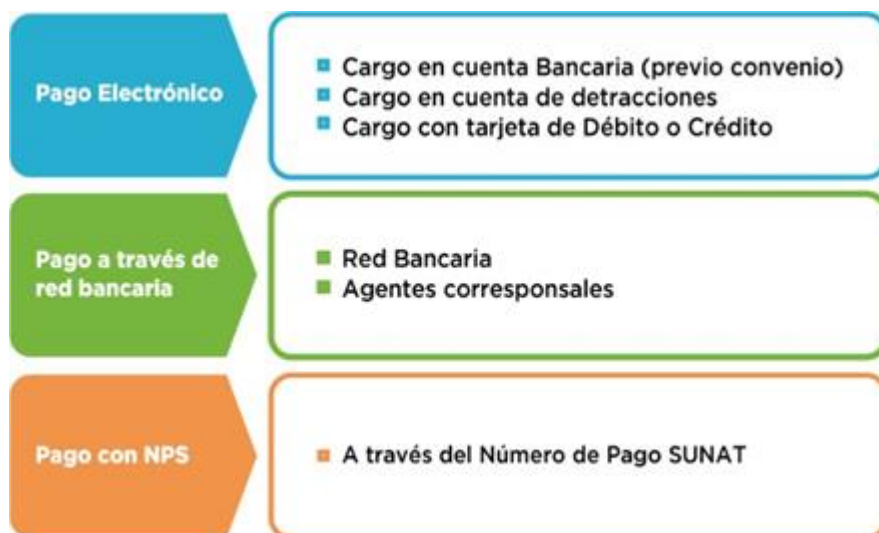 Pago Electrónico
Cargo en cuenta Bancaria (previo convenio)
Cargo en cuenta de detracciones
Cargo con tarjeta de Débito o Crédito
Pago a través de
red bancaria
Red Bancaria
Agentes corresponsales
Pago con NPS
A través del Número de Pago SUNAT